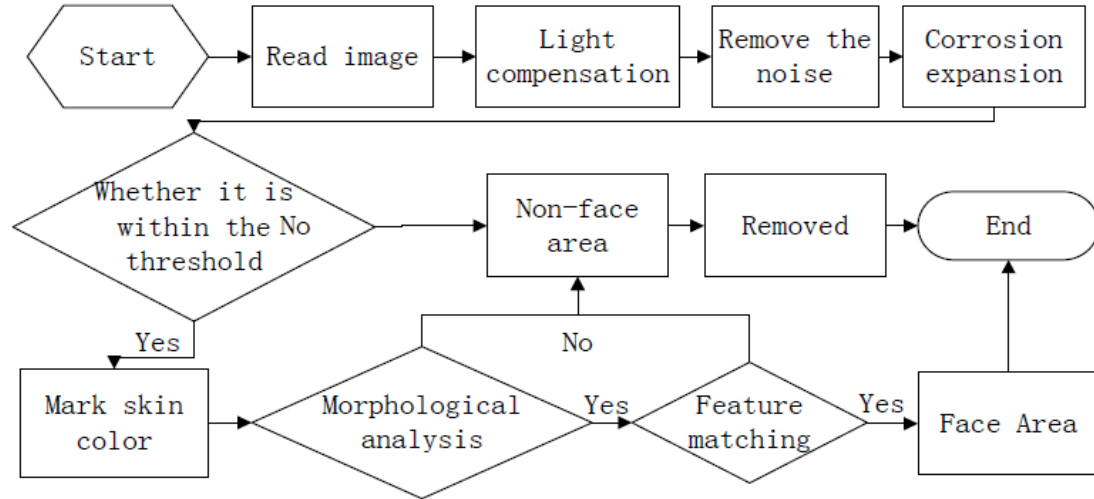 Start
Read image
Light
compensation
Remove the
noise
Corrosion
expansion
Whether it is
within the No
threshold
Non-face
area
Removed
End
Yes
No
Mark skin
color
Morphological
analysis
Yes
Feature
matching
Yes
Face Area